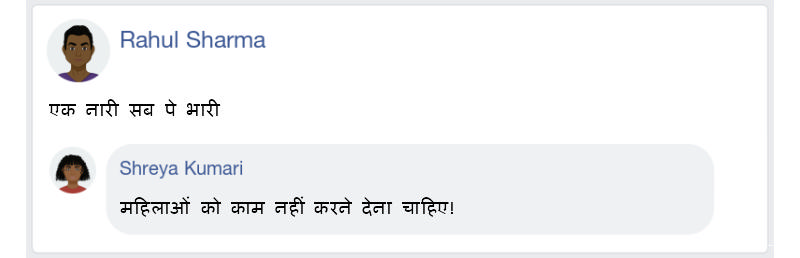 Rahul Sharma
एक नारी सब पे भारी
Shreya Kumari
महिलाओं को काम नहीं करने देना चाहिए!